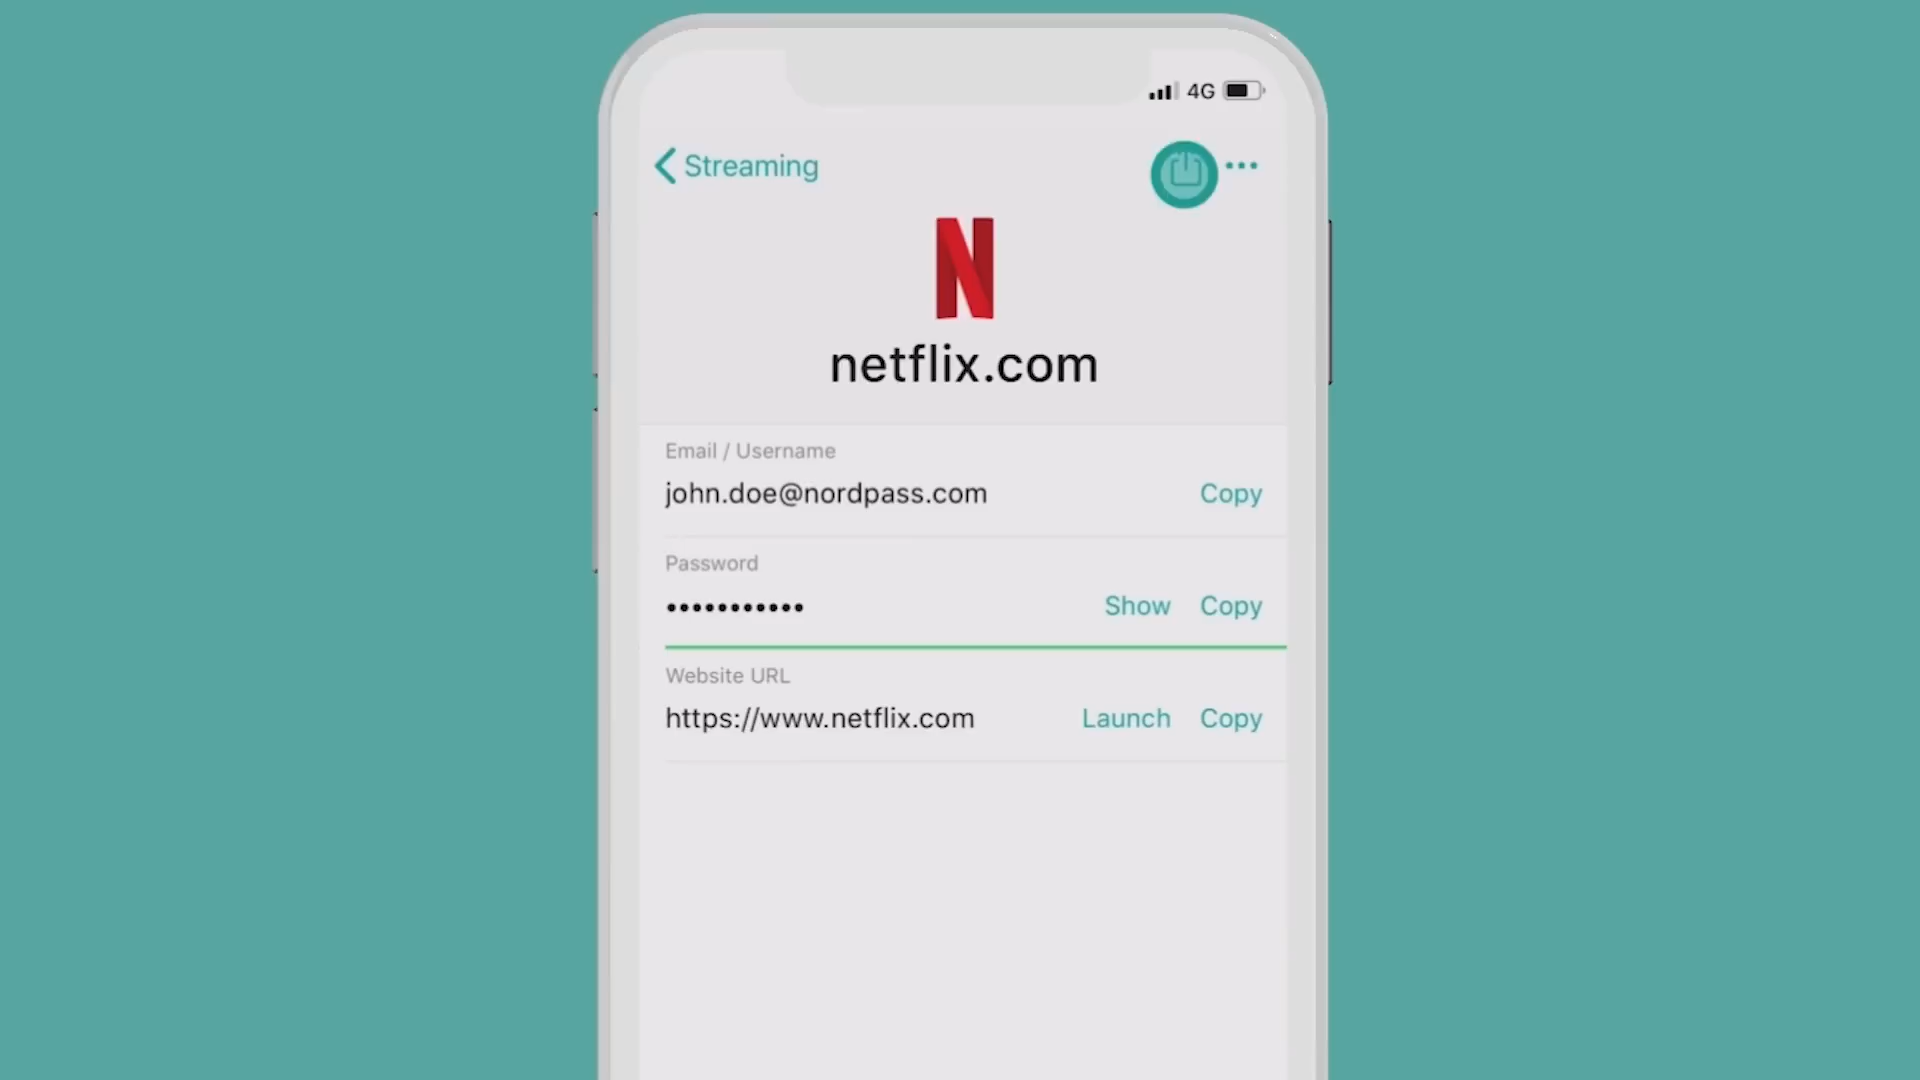 4G
Streaming
N
netflix.com
Email / Username
john.doe@nordpass.com Copy
Password
••••••••••• Show Copy
Website URL
https://www.netflix.com Launch Copy